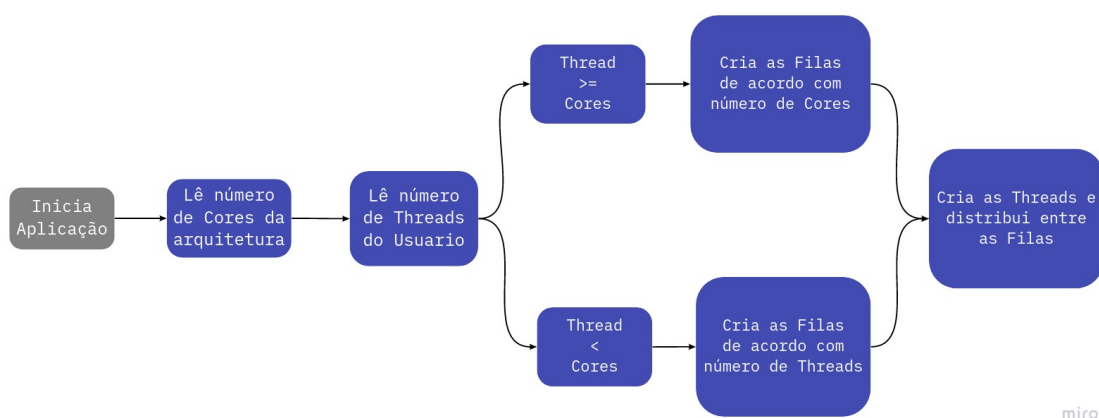 Inicia
Aplicação
Lê número
de Cores da
arquitetura
Lê número
de Threads
do Usuario
Thread
>=
Cores
Cria as Filas
de acordo com
número de Cores
Thread
<
Cores
Cria as Filas
de acordo com
número de Threads
Cria as Threads e
distribui entre
as Filas
miro